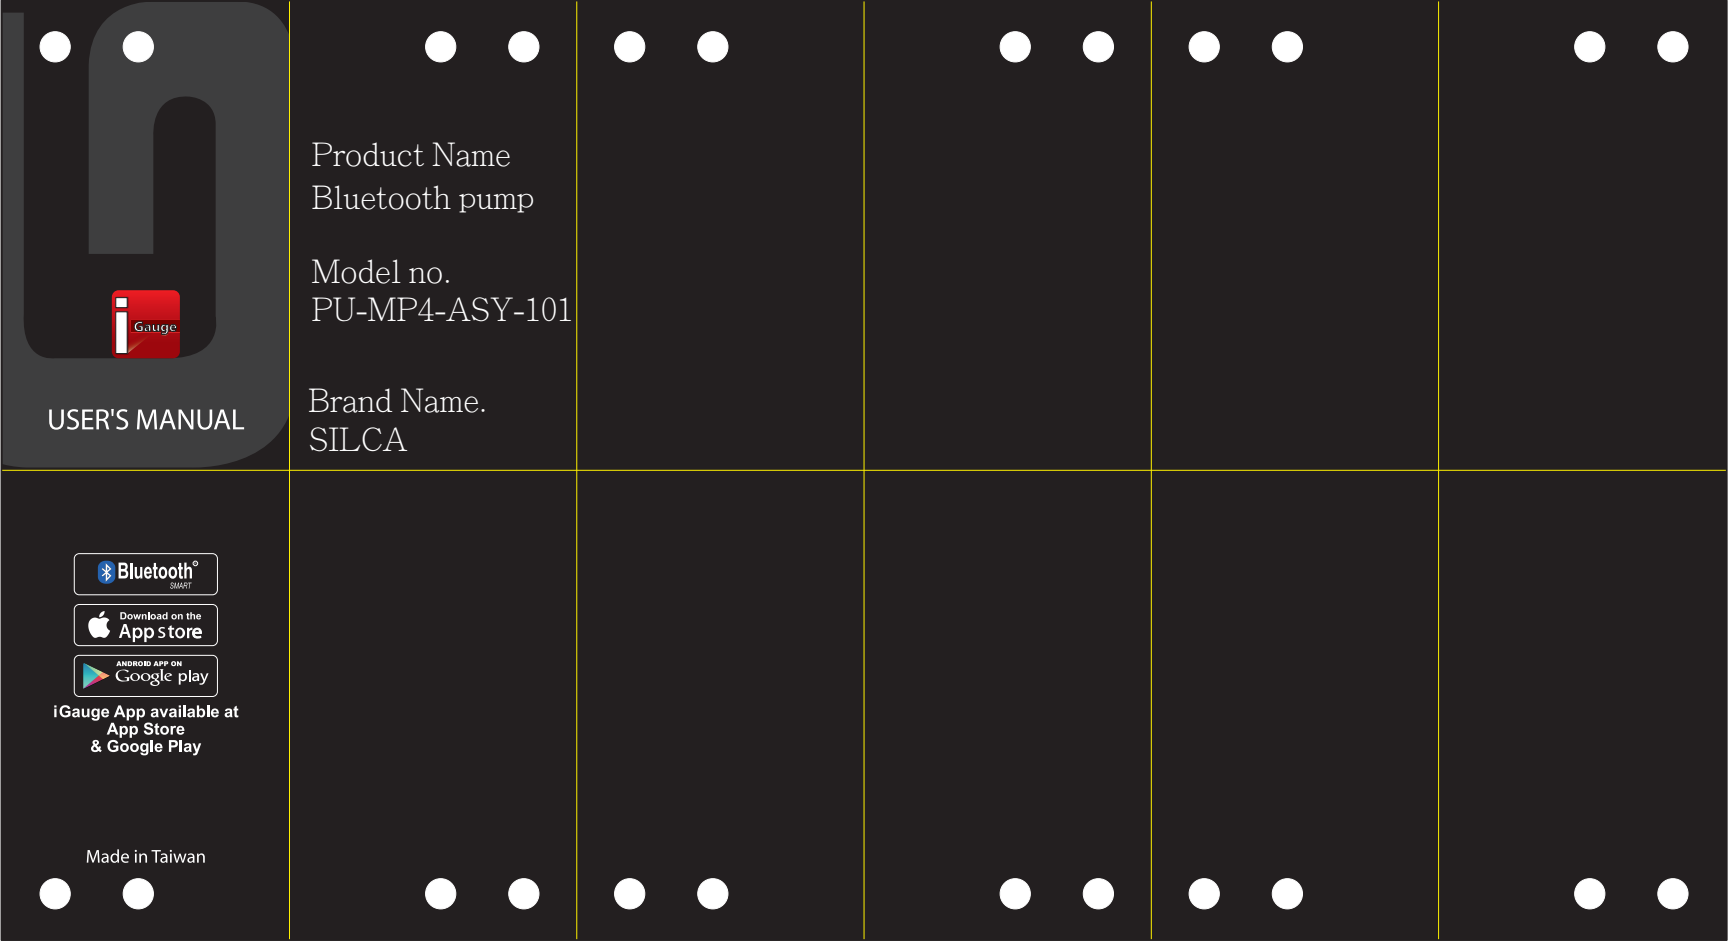 i
Gauge
USER'S MANUAL
Product Name
Bluetooth pump
Model no.
PU-MP4-ASY-101
Brand Name.
SILCA
Bluetooth®
SMART
Download on the
App store
ANDROID APP ON
Google play
iGauge App available at
App Store
& Google Play
Made in Taiwan